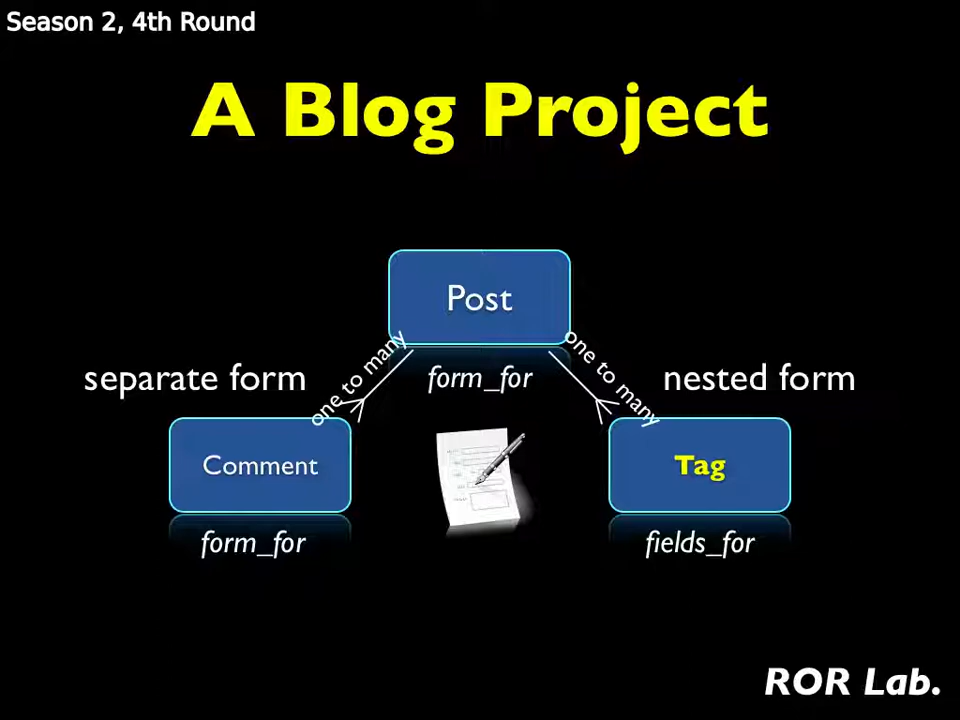 Season 2, 4th Round
A Blog Project
Post
one to many
one to many
separate form
form_for
nested form
Comment
Tag
form_for
fields_for
ROR Lab.